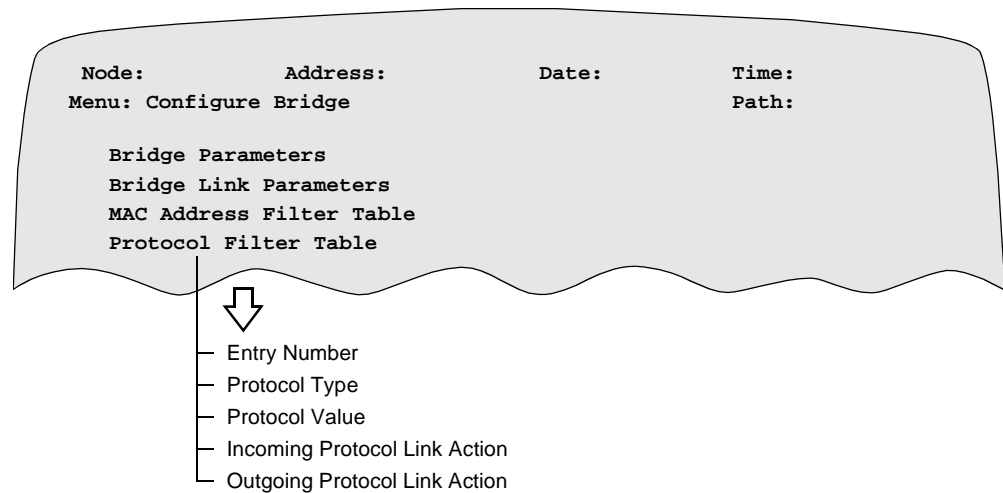 Node: Address: Date: Time:
Menu: Configure Bridge Path:
Bridge Parameters
Bridge Link Parameters
MAC Address Filter Table
Protocol Filter Table
Entry Number
Protocol Type
Protocol Value
Incoming Protocol Link Action
Outgoing Protocol Link Action